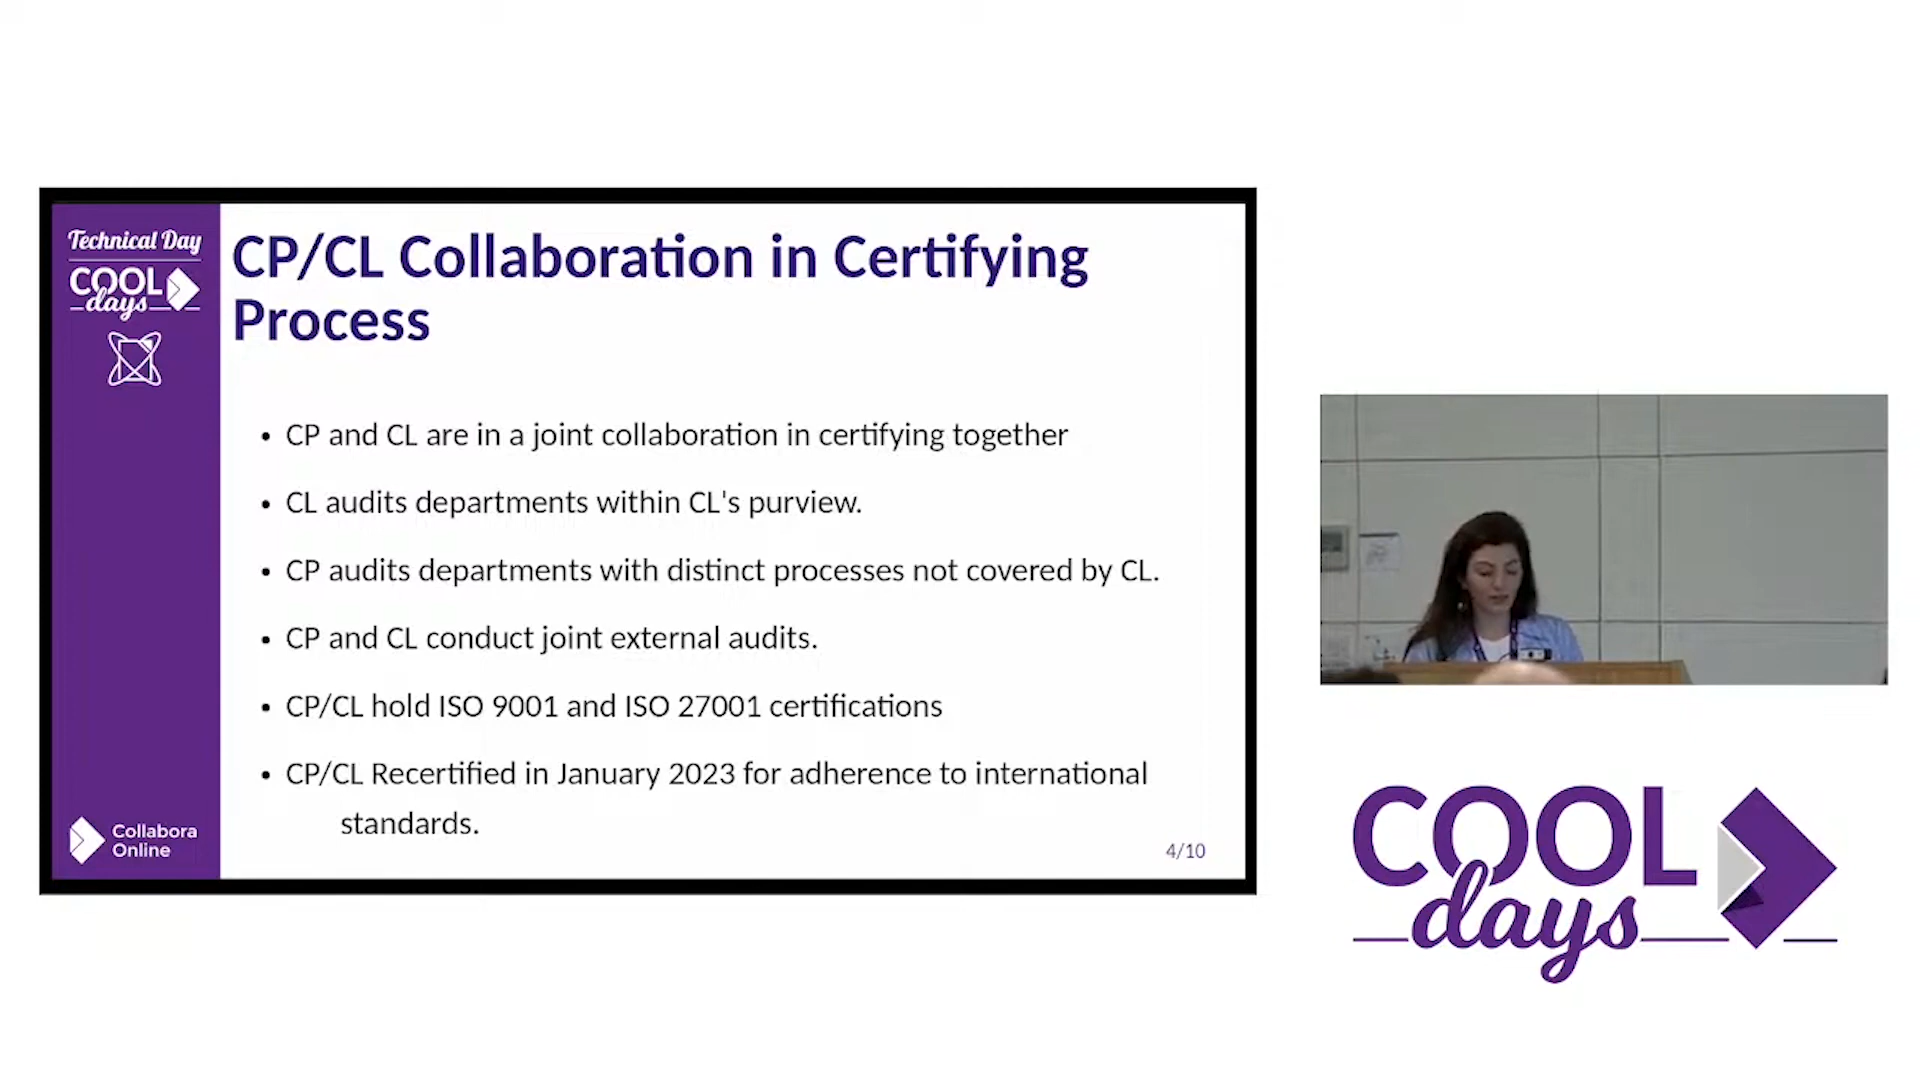 Technical Day
COOL
days
CP/CL Collaboration in Certifying
Process
• CP and CL are in a joint collaboration in certifying together
• CL audits departments within CL's purview.
• CP audits departments with distinct processes not covered by CL.
• CP and CL conduct joint external audits.
• CP/CL hold ISO 9001 and ISO 27001 certifications
• CP/CL Recertified in January 2023 for adherence to international
standards.
Collabora
Online
4/10
COOL
days